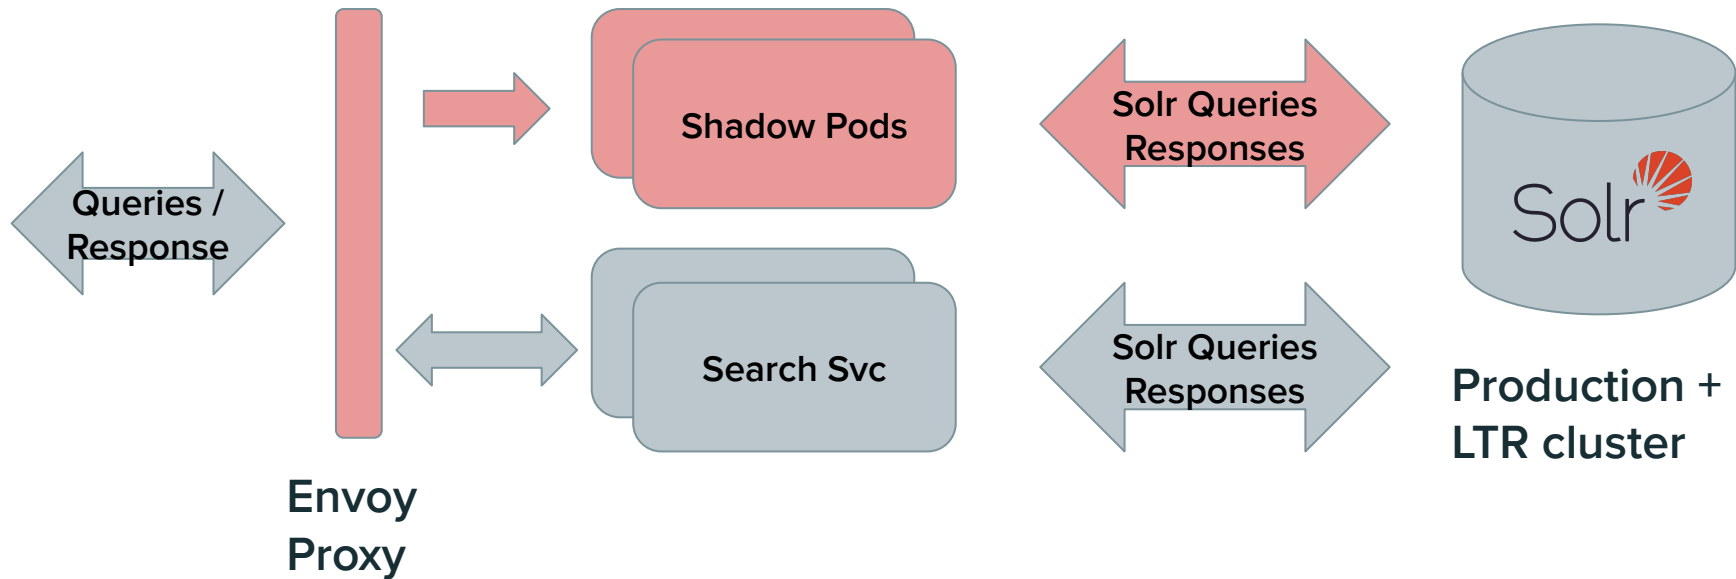 Queries /
Response
Envoy
Proxy
Shadow Pods
Search Svc
Solr Queries
Responses
Solr Queries
Responses
Solr
Production +
LTR cluster